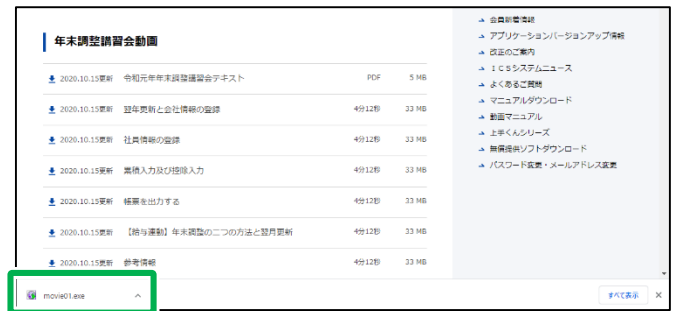 年末調整講習会動画
2020.10.15更新 令和元年年末調整講習会テキスト PDF 5 MB
2020.10.15更新 翌年更新と会社情報の登録 4分12秒 33 MB
2020.10.15更新 社員情報の登録 4分12秒 33 MB
2020.10.15更新 累積入力及び控除入力 4分12秒 33 MB
2020.10.15更新 帳票を出力する 4分12秒 33 MB
2020.10.15更新 【給与連動】年末調整の二つの方法と翌月更新 4分12秒 33 MB
2020.10.15更新 参考情報 4分12秒 33 MB
会員新着情報
アプリケーションバージョンアップ情報
改正のご案内
ICSシステムニュース
よくあるご質問
マニュアルダウンロード
動画マニュアル
上手くんシリーズ
無償提供ソフトダウンロード
パスワード変更・メールアドレス変更
movie01.exe
すべて表示